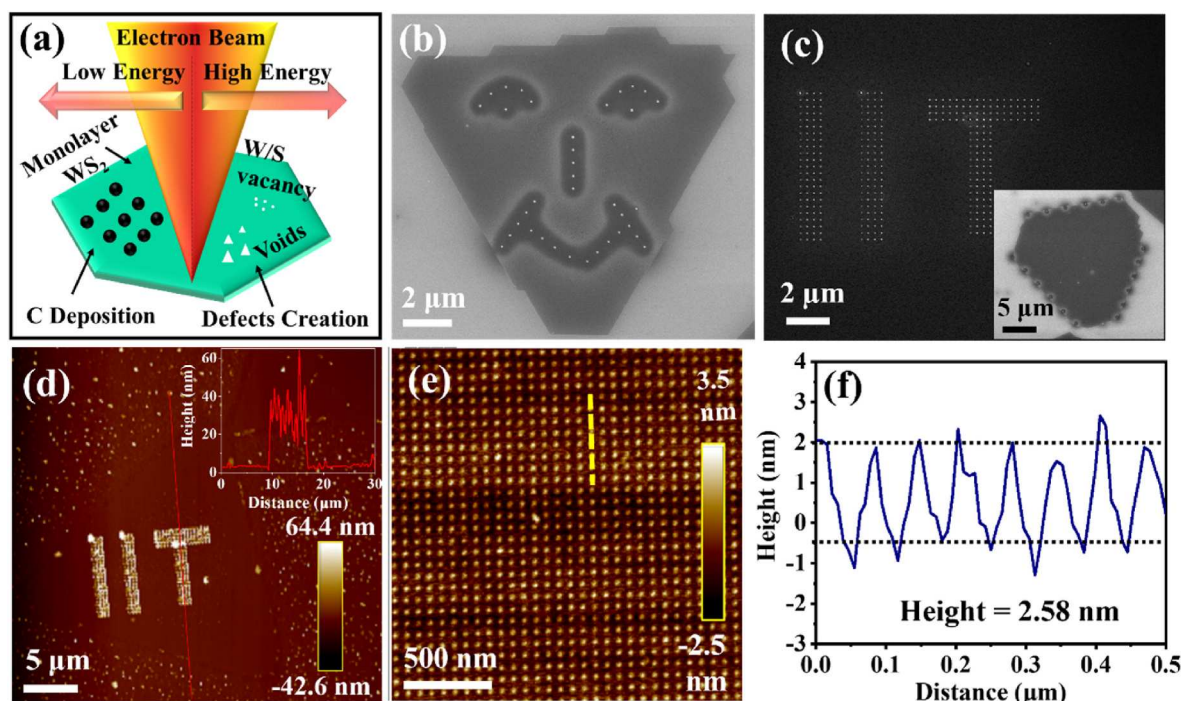 (a)
Electron Beam
Low Energy
High Energy
Monolayer
WS₂
W/S
vacancy
Voids
C Deposition
Defects Creation
(b)
2 μm
(c)
2 μm
5 μm
(d)
60
40
20
0
Height
(nm)
0 10 20 30
Distance (μm)
64.4 nm
-42.6 nm
5 μm
(e)
3.5
nm
-2.5
nm
500 nm
(f)
4
3
2
1
0
-1
-2
-3
Height (nm)
Height = 2.58 nm
0.0 0.1 0.2 0.3 0.4 0.5
Distance (μm)